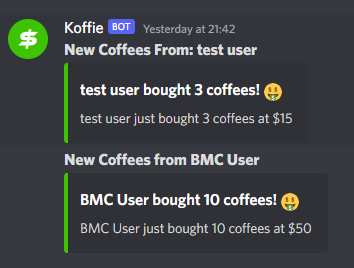 Koffie BOT Yesterday at 21:42
New Coffees From: test user
test user bought 3 coffees! 🤑
test user just bought 3 coffees at $15
New Coffees from BMC User
BMC User bought 10 coffees! 🤑
BMC User just bought 10 coffees at $50